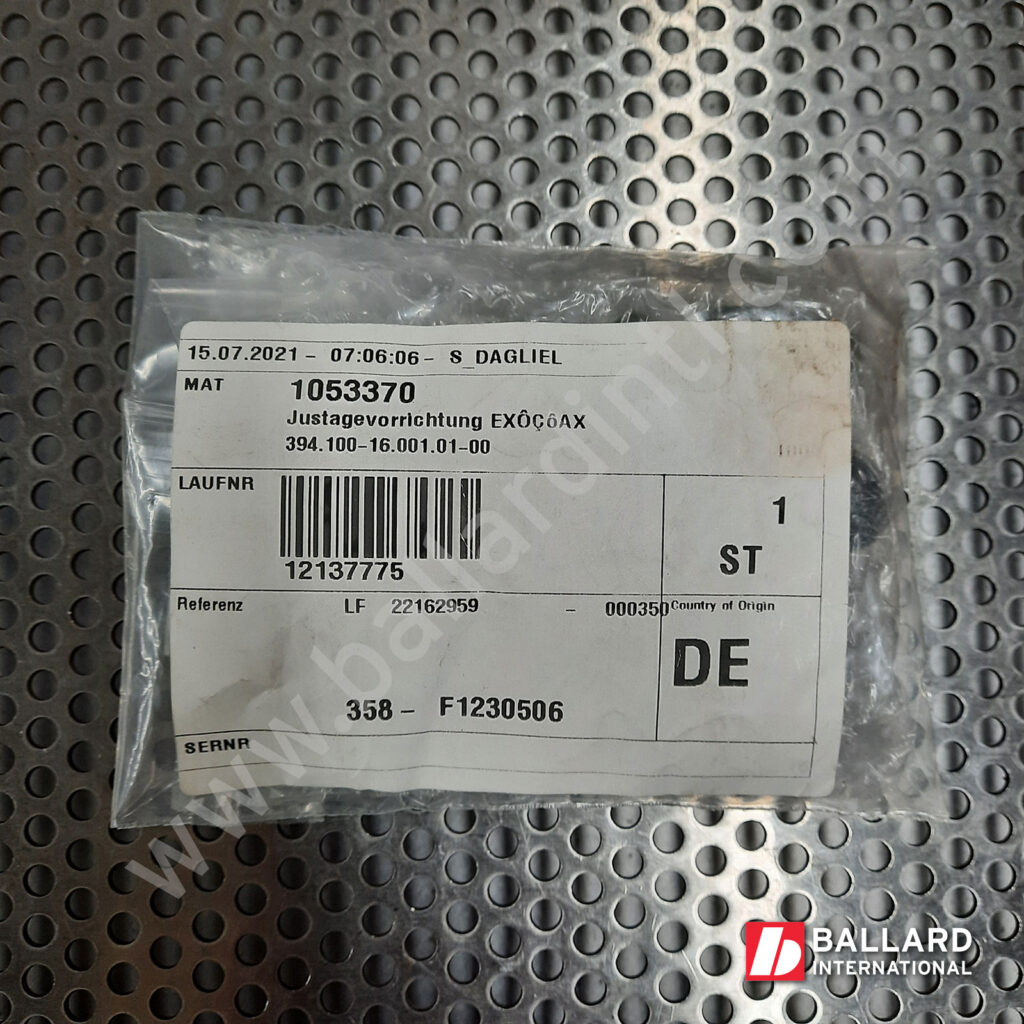 15.07.2021 - 07:06:06 - S_DAGLIEL
MAT 1053370
Justagevorrichtung EXÔÇôAX
394.100-16.001.01-00
LAUFNR
12137775
1
ST
Referenz LF 22162959 - 000350
Country of Origin
DE
358 - F1230506
SERNR
www.ballardintl.com
BALLARD
INTERNATIONAL